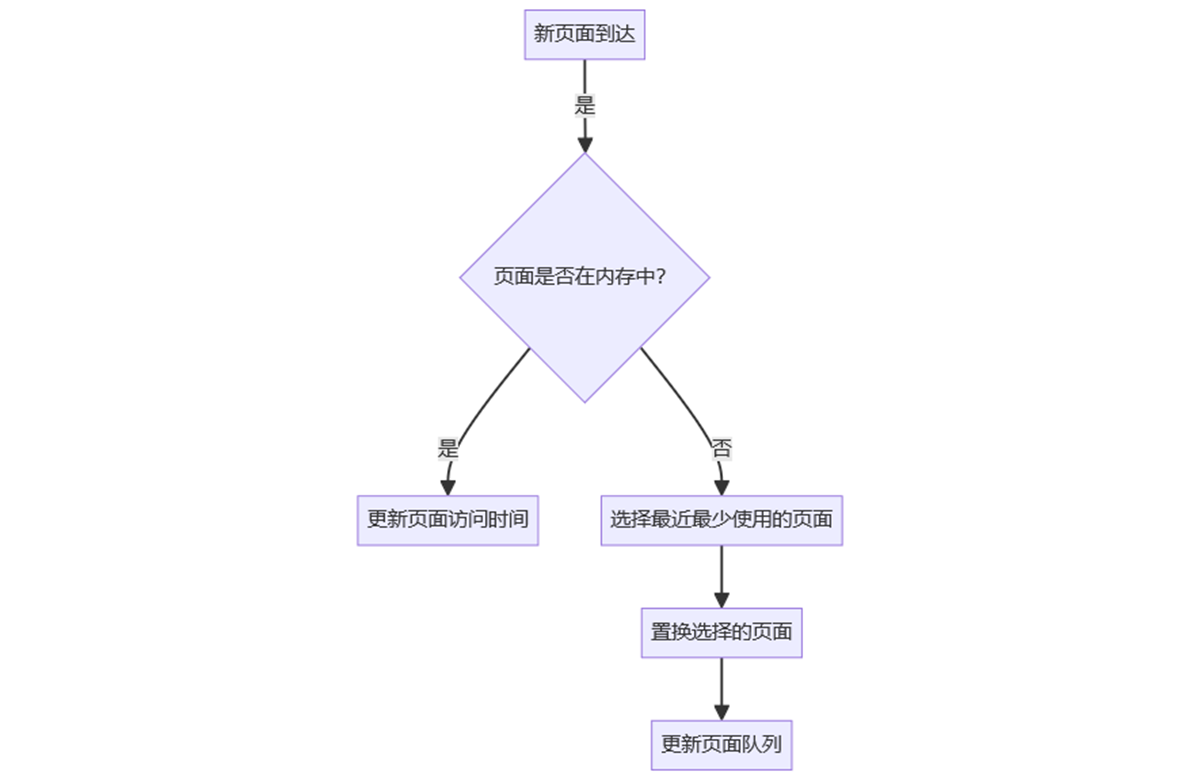 新页面到达
是
页面是否在内存中?
是
否
更新页面访问时间
选择最近最少使用的页面
置换选择的页面
更新页面队列